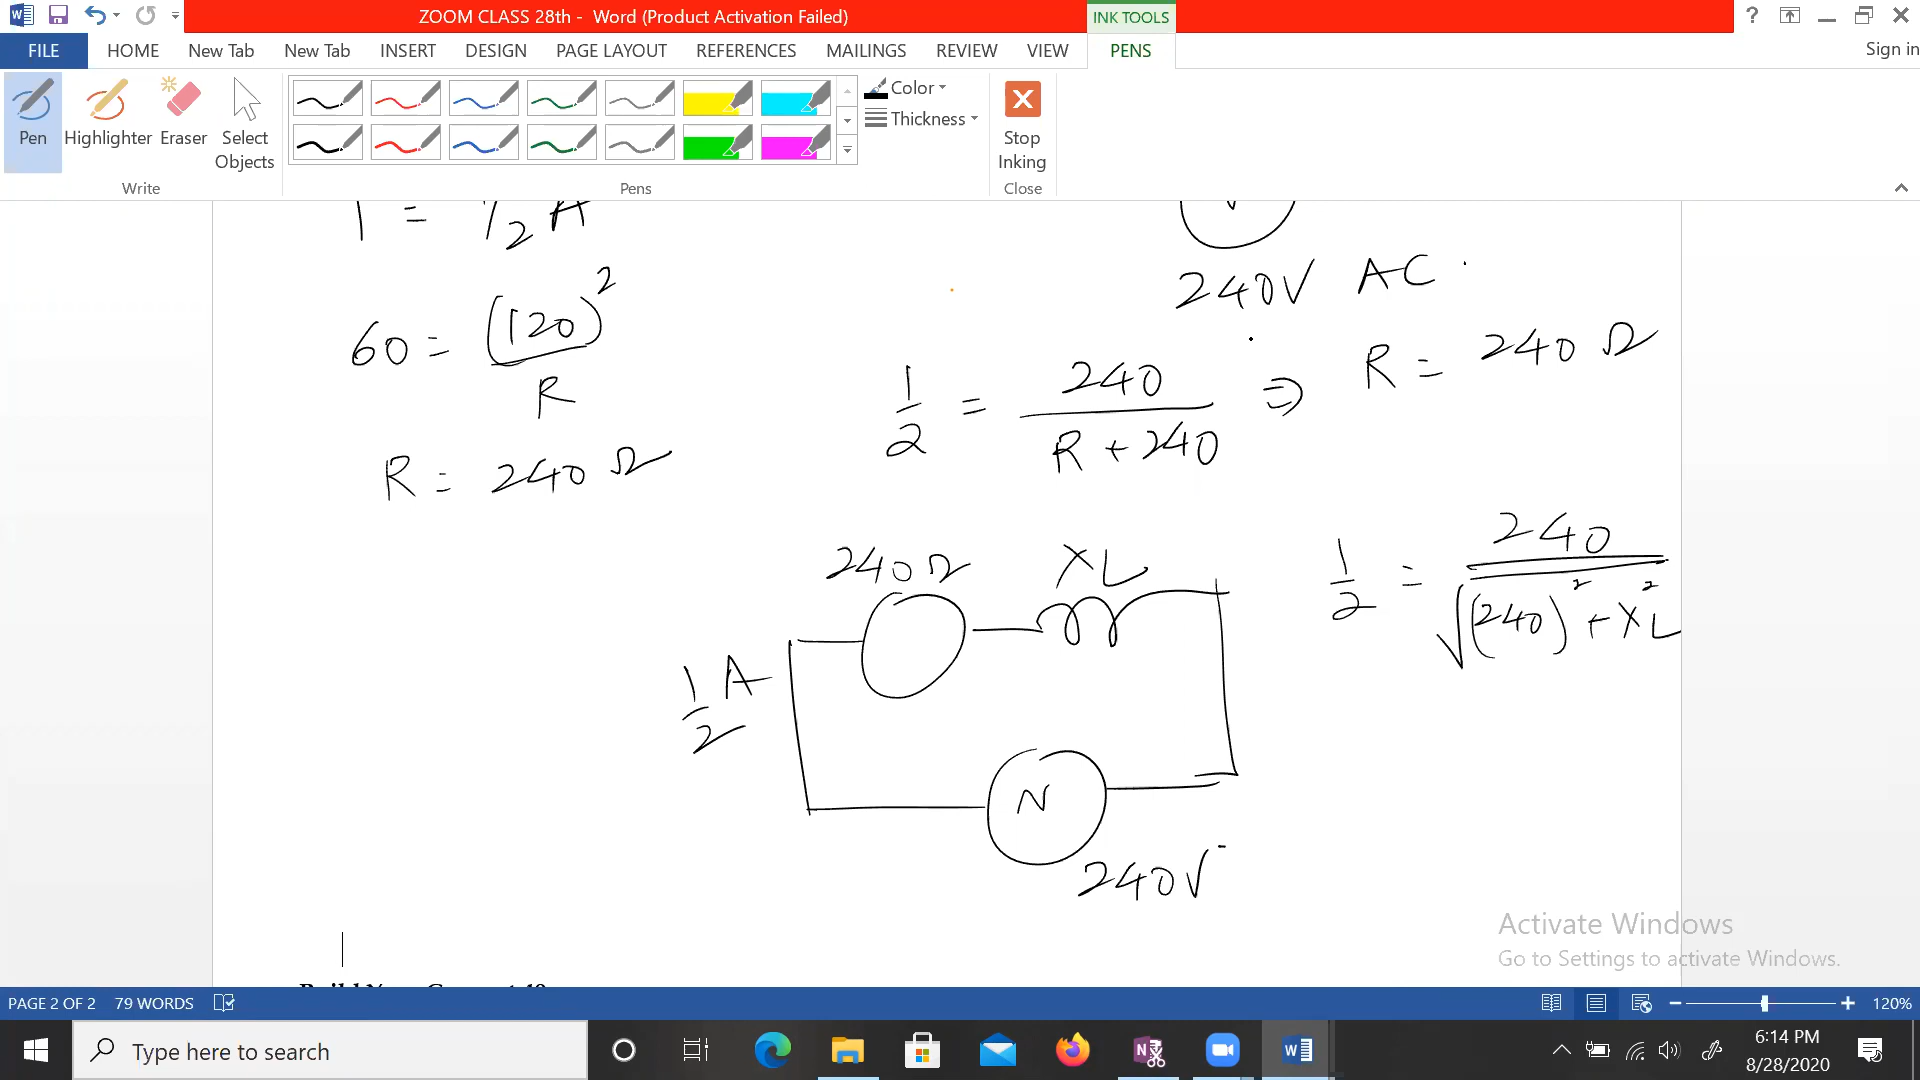 ZOOM CLASS 28th - Word (Product Activation Failed)
INK TOOLS
?
FILE HOME New Tab New Tab INSERT DESIGN PAGE LAYOUT REFERENCES MAILINGS REVIEW VIEW PENS
Sign in
Pen Highlighter Eraser Select Objects
Color
Thickness
Stop Inking
Write Pens Close
I = 1/2 A
60 = (120)² / R
R = 240 Ω
240V AC
1/2 = 240 / (R + 240) ⇒ R = 240 Ω
240Ω XL
1/2 A
N
240V
1/2 = 240 / √((240)² + XL²)
Activate Windows
Go to Settings to activate Windows.
PAGE 2 OF 2 79 WORDS
120%
Type here to search
6:14 PM
8/28/2020